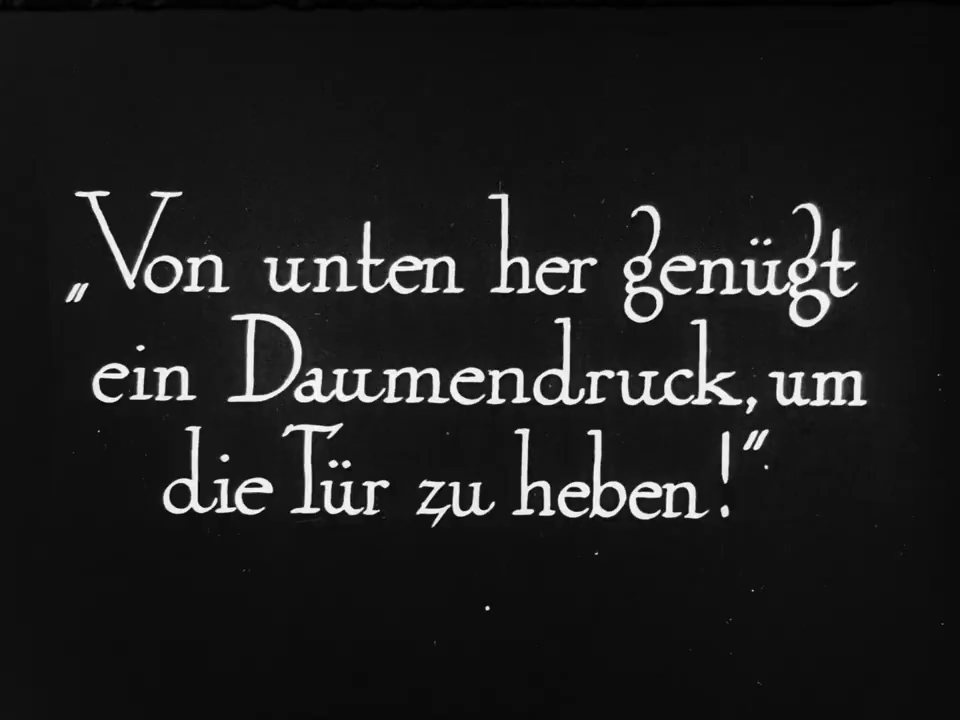 „Von unten her genügt
ein Daumendruck, um
die Tür zu heben!"